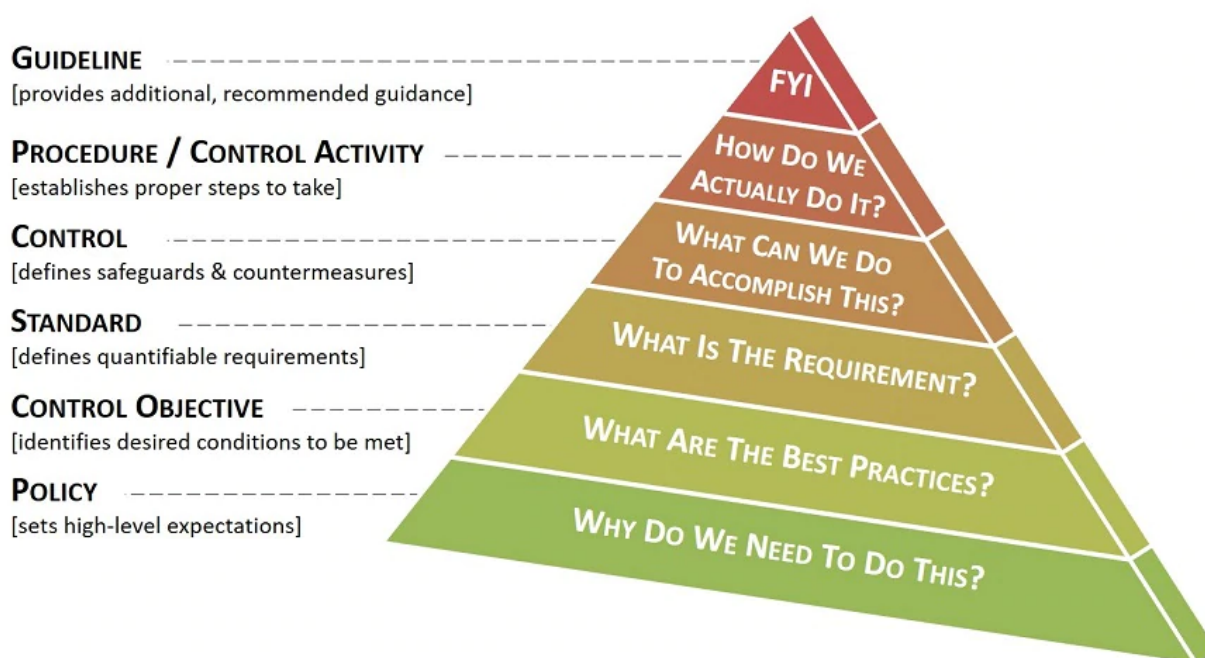 GUIDELINE
[provides additional, recommended guidance]
PROCEDURE / CONTROL ACTIVITY
[establishes proper steps to take]
CONTROL
[defines safeguards & countermeasures]
STANDARD
[defines quantifiable requirements]
CONTROL OBJECTIVE
[identifies desired conditions to be met]
POLICY
[sets high-level expectations]
FYI
HOW DO WE
ACTUALLY DO IT?
WHAT CAN WE DO
TO ACCOMPLISH THIS?
WHAT IS THE REQUIREMENT?
WHAT ARE THE BEST PRACTICES?
WHY DO WE NEED TO DO THIS?